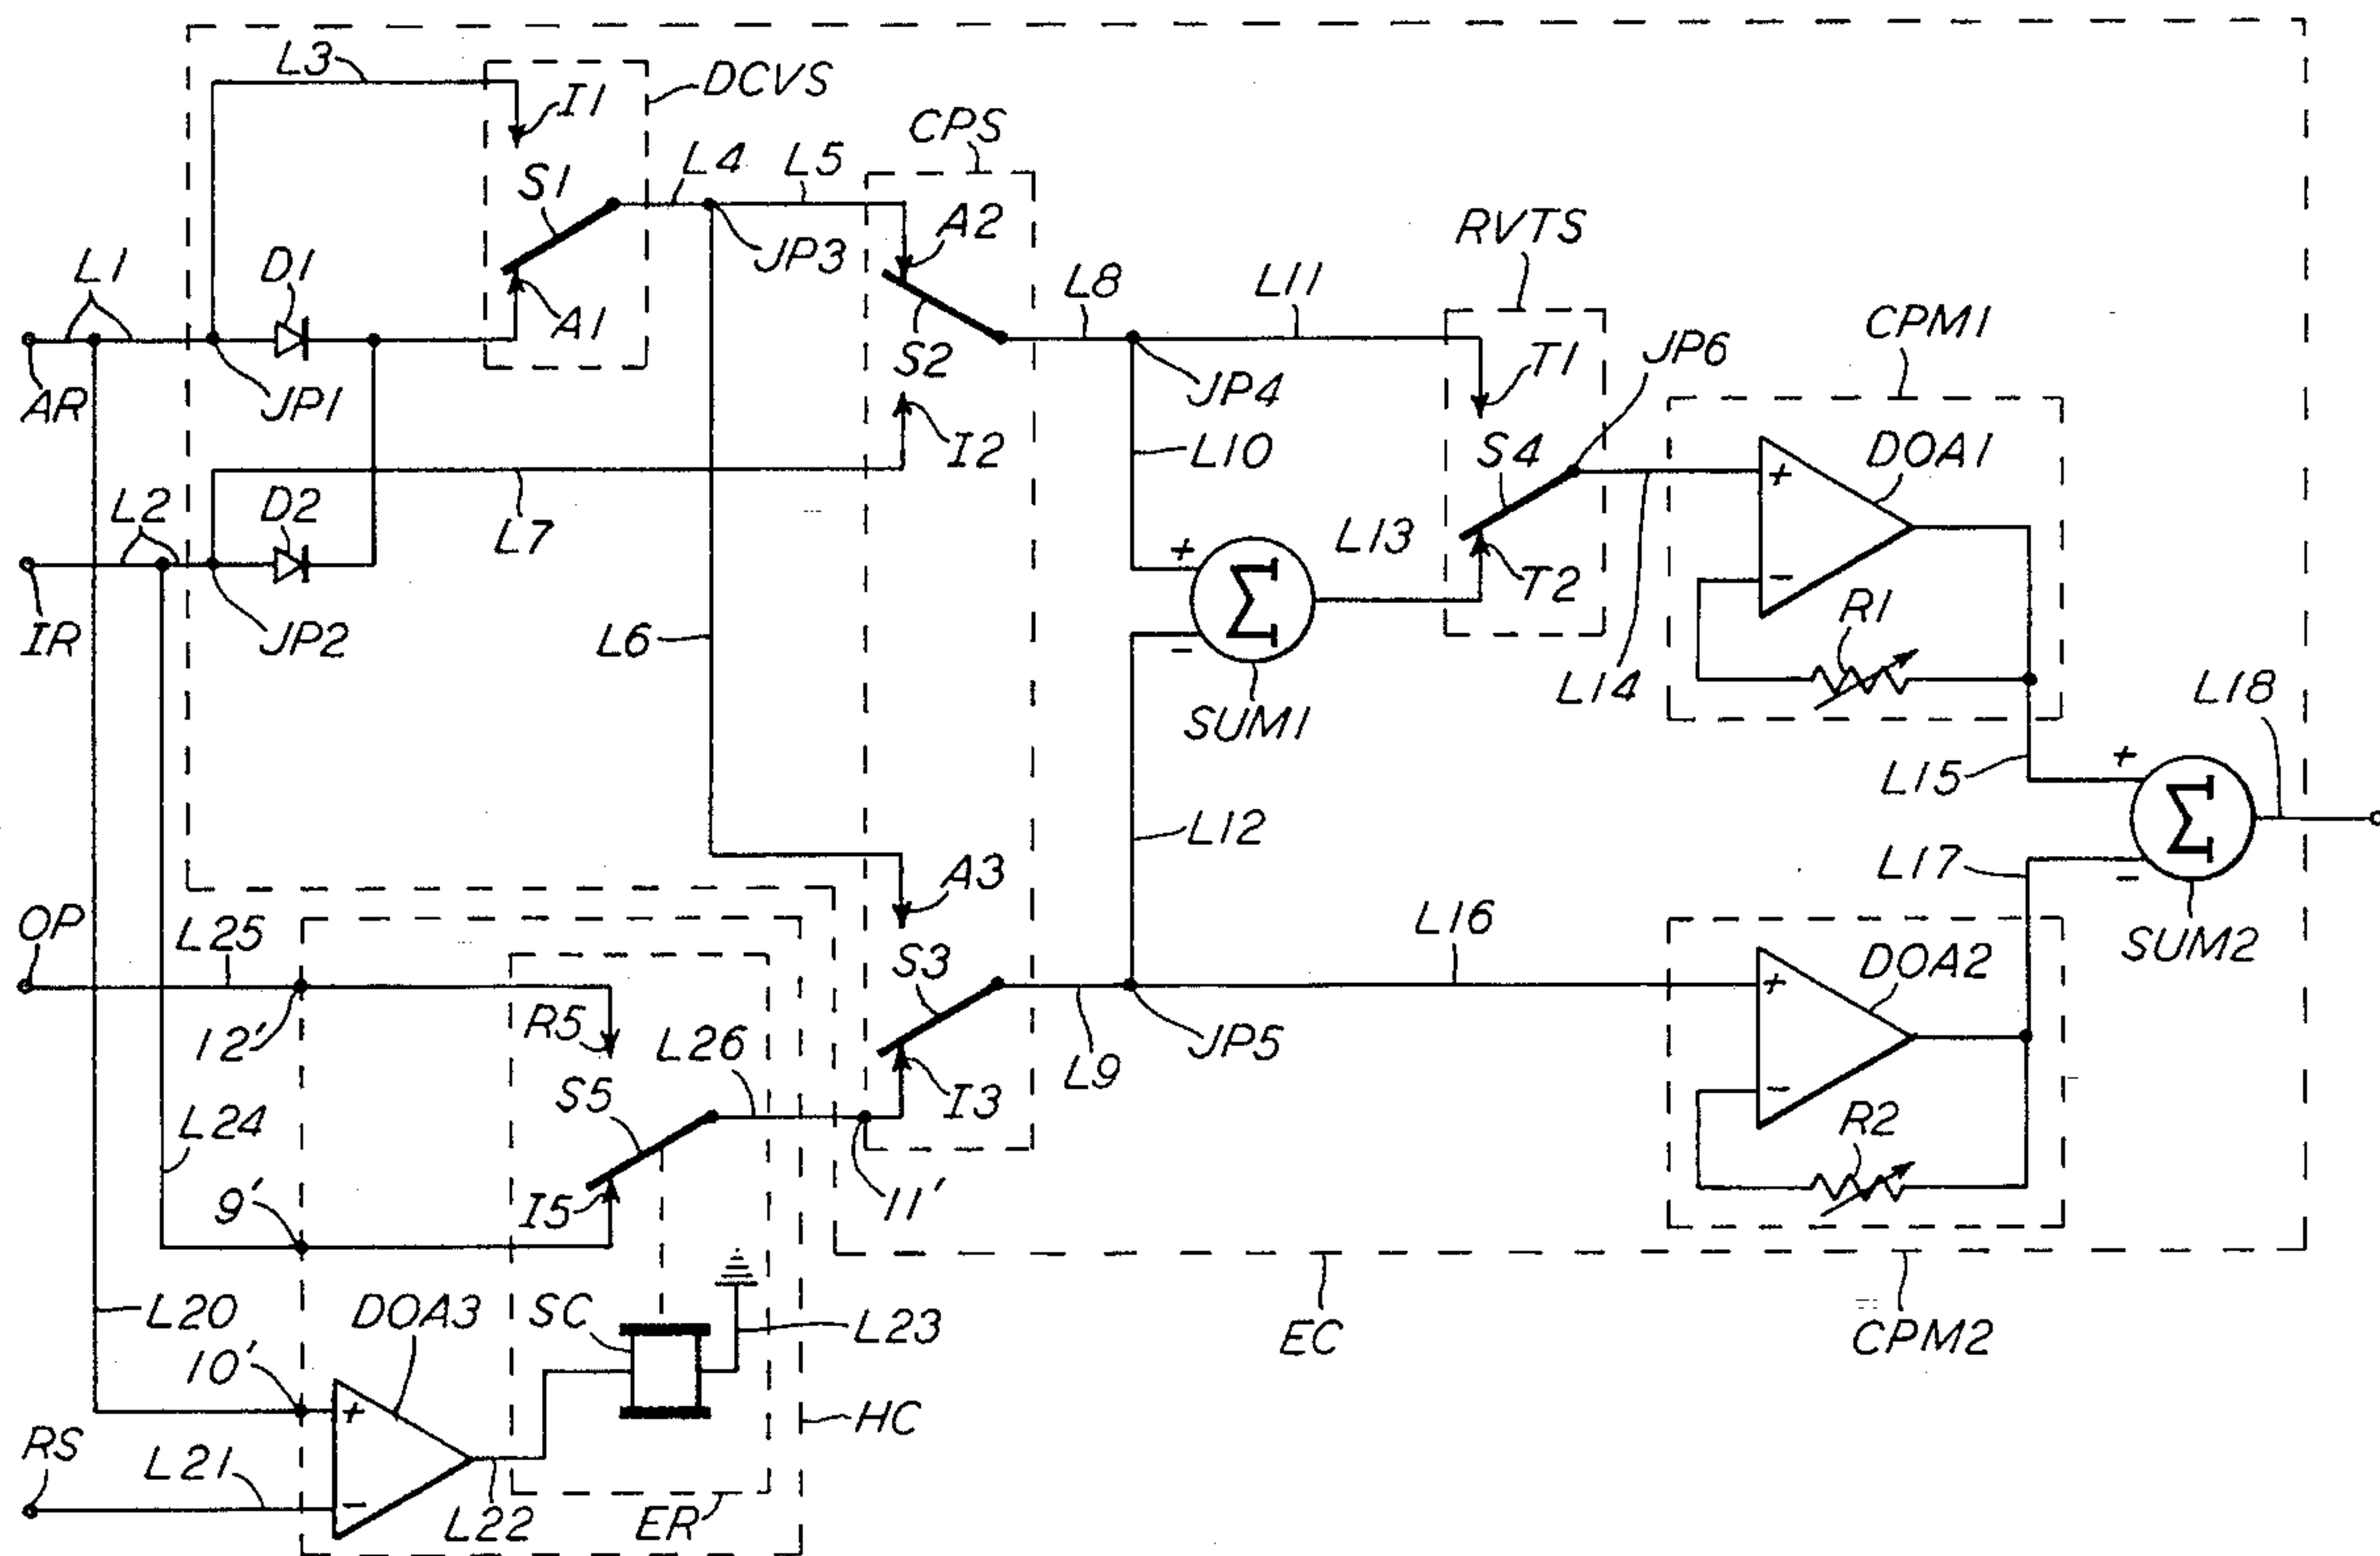 L3
I1
DCVS
CPS
S1
L4
L5
A2
RVTS
L1
D1
A1
JP3
L8
L11
CPM1
S2
T1
JP6
AR
JP1
JP4
I2
L10
S4
DOA1
+
L2
D2
L7
L13
+
Σ
T2
−
IR
JP2
L6
−
R1
L14
L18
SUM1
+
L15
Σ
L12
L17
−
A3
OP
L25
L16
SUM2
S3
DOA2
+
12'
R5
L26
JP5
L9
S5
I3
−
R2
L24
9'
I5
11'
L20
DOA3
SC
L23
EC
CPM2
10'
+
HC
RS
L21
−
L22
ER